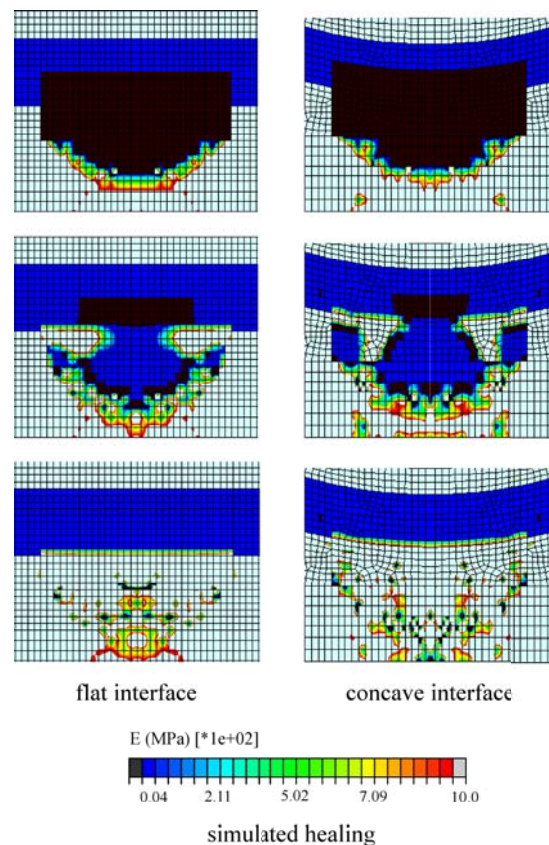 flat interface concave interface
E (MPa) [*1e+02]
0.04 2.11 5.02 7.09 10.0
simulated healing